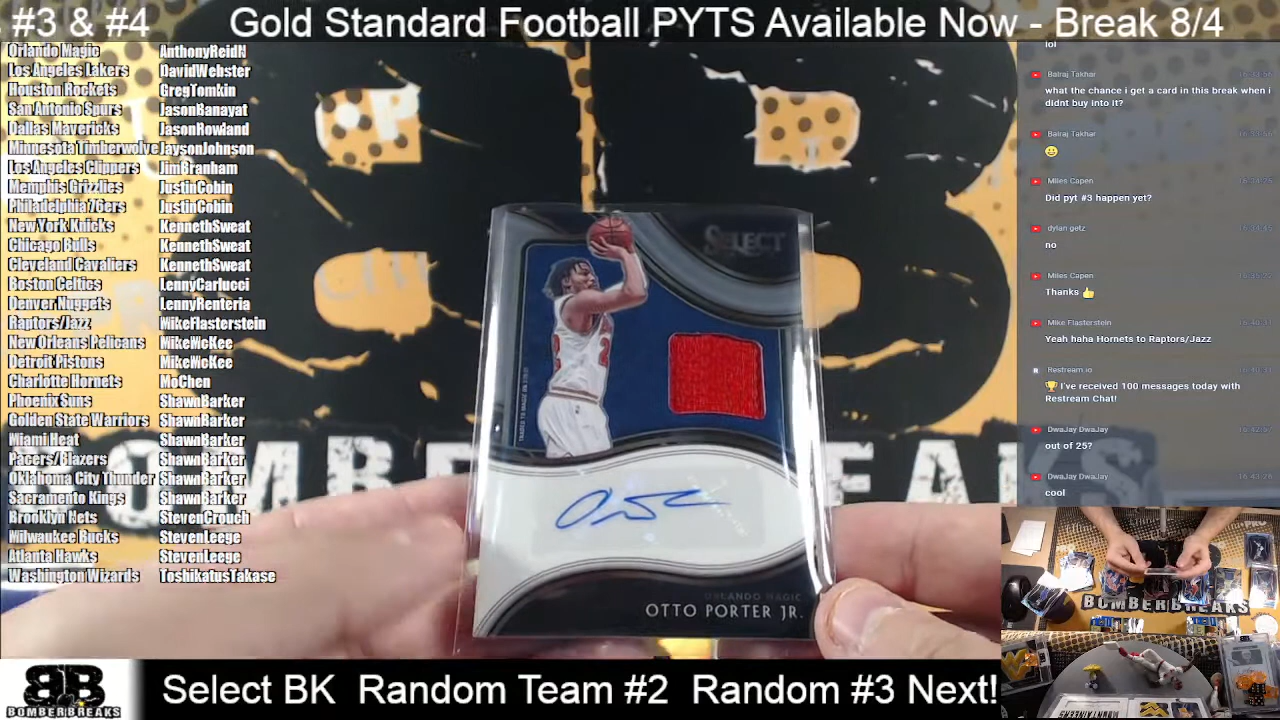 #3 & #4 Gold Standard Football PYTS Available Now - Break 8/4
Orlando Magic AnthonyReidN
Los Angeles Lakers DavidWebster
Houston Rockets GregTomkin
San Antonio Spurs JasonBanayat
Dallas Mavericks JasonRowland
Minnesota Timberwolve JaysonJohnson
Los Angeles Clippers JimBranham
Memphis Grizzlies JustinCobin
Philadelphia 76ers JustinCobin
New York Knicks KennethSweat
Chicago Bulls KennethSweat
Cleveland Cavaliers KennethSweat
Boston Celtics LennyCarlucci
Denver Nuggets LennyRenteria
Raptors/Jazz MikeFlasterstein
New Orleans Pelicans MikeMcKee
Detroit Pistons MikeMcKee
Charlotte Hornets MoChen
Phoenix Suns ShawnBarker
Golden State Warriors ShawnBarker
Miami Heat ShawnBarker
Pacers/Blazers ShawnBarker
Oklahoma City Thunder ShawnBarker
Sacramento Kings ShawnBarker
Brooklyn Nets StevenCrouch
Milwaukee Bucks StevenLeege
Atlanta Hawks StevenLeege
Washington Wizards ToshikatusTakase
SELECT
ORLANDO MAGIC
OTTO PORTER JR.
lol
Balraj Takhar
what the chance i get a card in this break when i
didnt buy into it?
Balraj Takhar
Miles Capen
Did pyt #3 happen yet?
dylan getz
no
Miles Capen
Thanks 👍
Mike Flasterstein
Yeah haha Hornets to Raptors/Jazz
Restream.io
🏆 I've received 100 messages today with
Restream Chat!
DwaJay DwaJay
out of 25?
DwaJay DwaJay
cool
BOMBERBREAKS
BB
BOMBERBREAKS
Select BK Random Team #2 Random #3 Next!